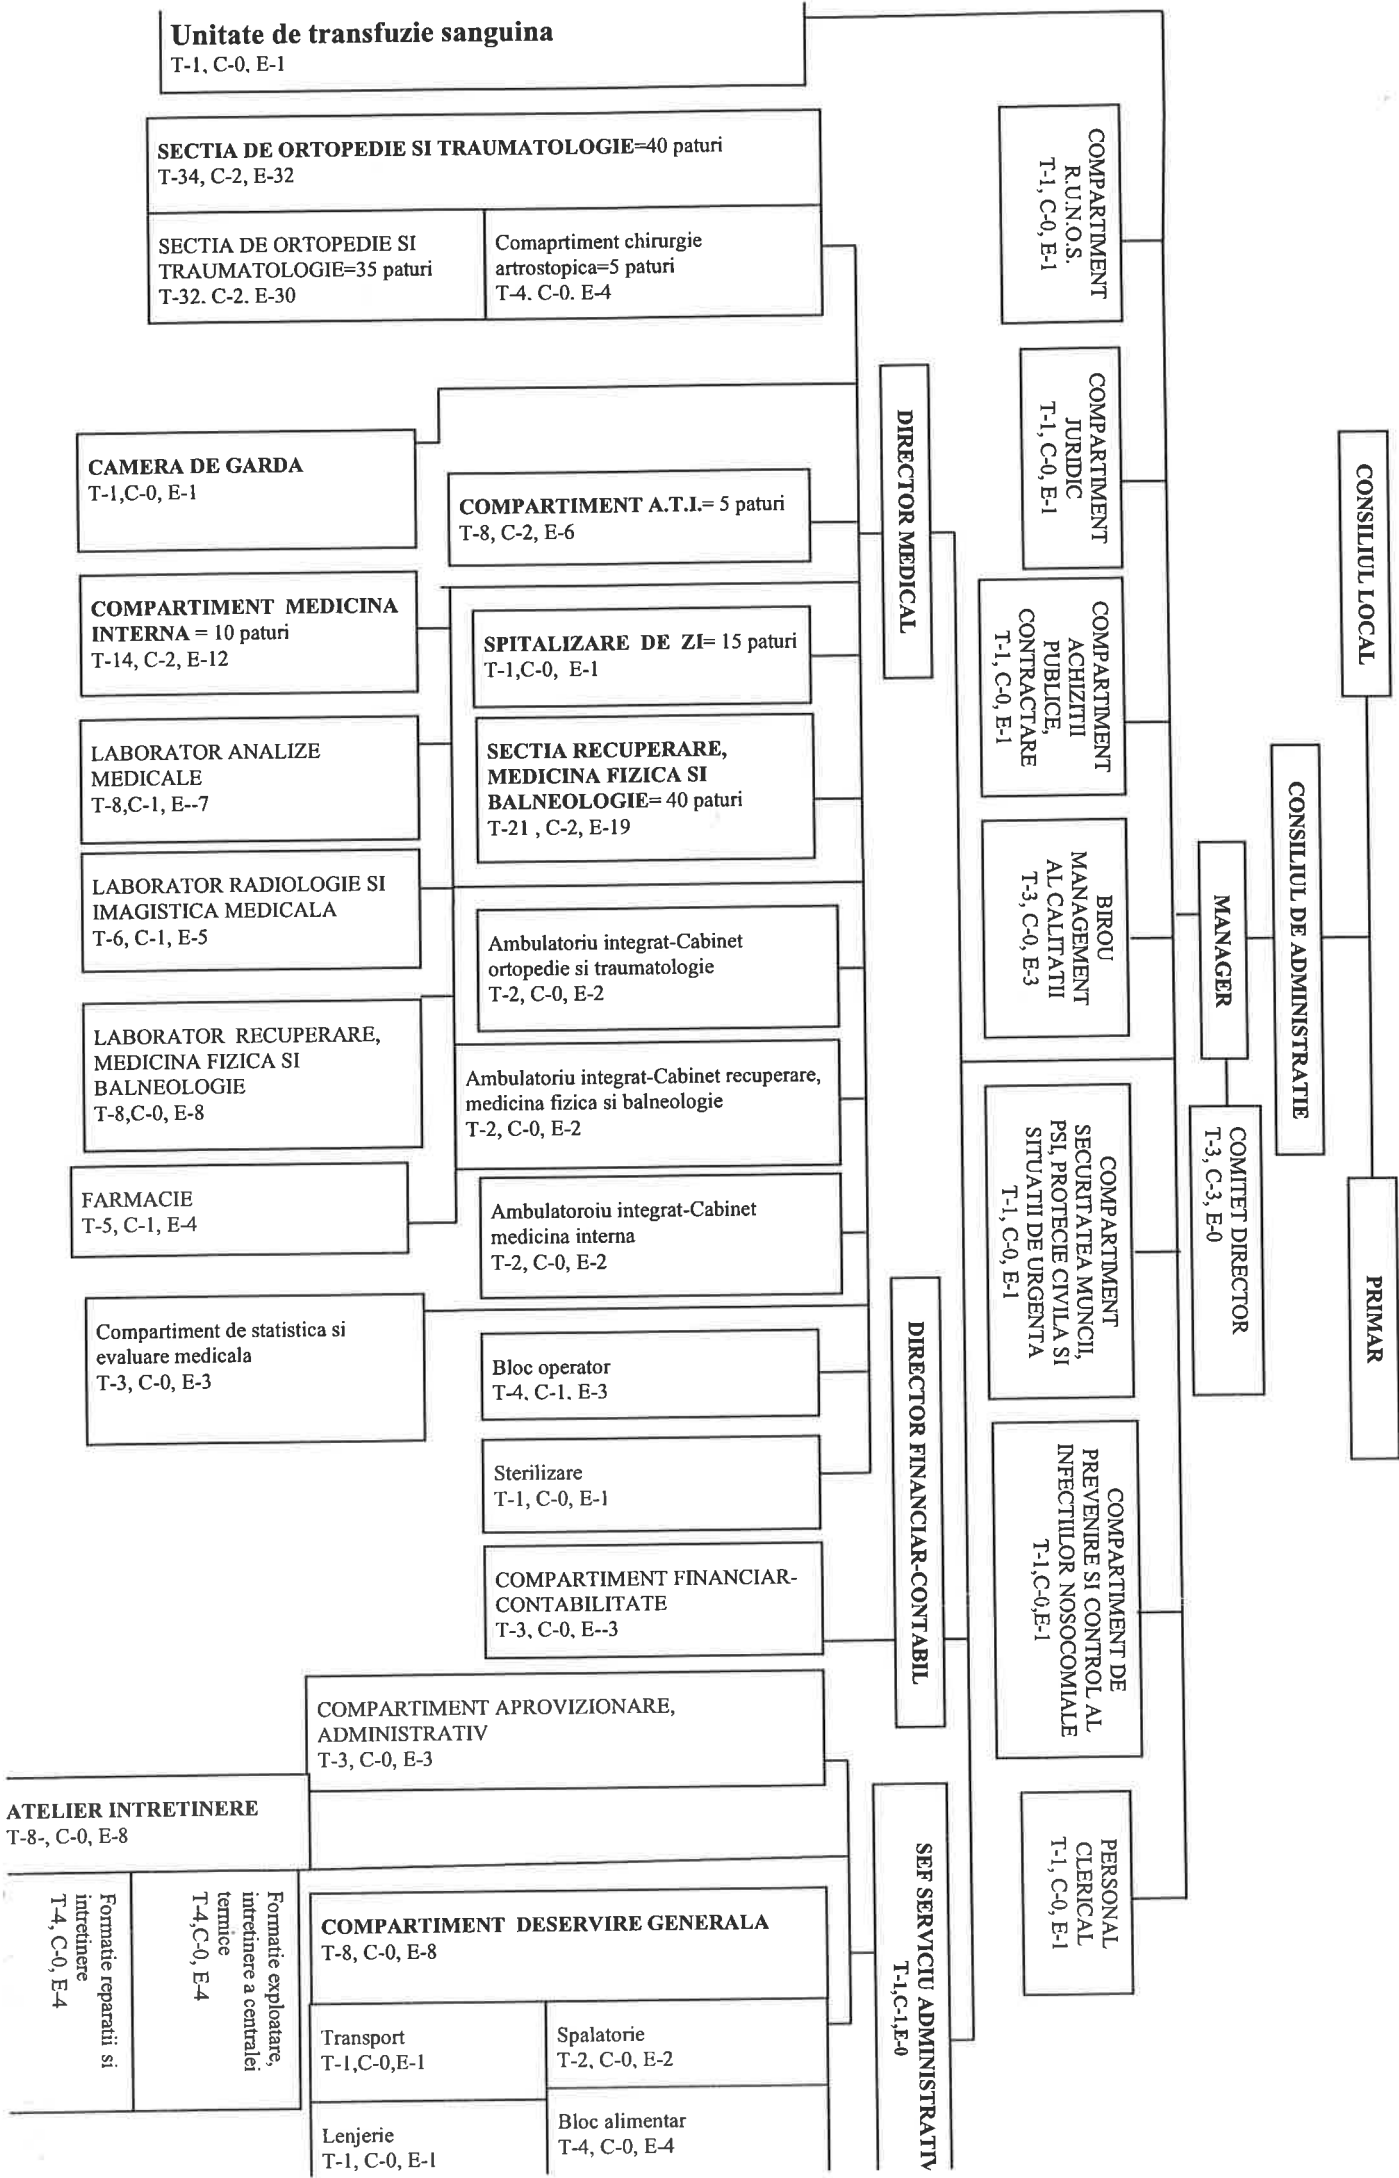 CONSILIUL LOCAL
PRIMAR
CONSILIUL DE ADMINISTRATIE
MANAGER
COMITET DIRECTOR
T-3, C-3, E-0
COMPARTIMENT
R.U.N.O.S.
T-1, C-0, E-1
COMPARTIMENT
JURIDIC
T-1, C-0, E-1
COMPARTIMENT
ACHIZITII
PUBLICE,
CONTRACTARE
T-1, C-0, E-1
BIROU
MANAGEMENT
AL CALITATII
T-3, C-0, E-3
COMPARTIMENT
SECURITATEA MUNCII,
PSI, PROTECIE CIVILA SI
SITUATII DE URGENTA
T-1, C-0, E-1
COMPARTIMENT DE
PREVENIRE SI CONTROL AL
INFECTIILOR NOSOCOMIALE
T-1,C-0,E-1
PERSONAL
CLERICAL
T-1, C-0, E-1
DIRECTOR MEDICAL
DIRECTOR FINANCIAR-CONTABIL
SEF SERVICIU ADMINISTRATIV
T-1,C-1,E-0
Unitate de transfuzie sanguina
T-1, C-0, E-1
SECTIA DE ORTOPEDIE SI TRAUMATOLOGIE=40 paturi
T-34, C-2, E-32
SECTIA DE ORTOPEDIE SI
TRAUMATOLOGIE=35 paturi
T-32. C-2. E-30
Comaprtiment chirurgie
artrostopica=5 paturi
T-4. C-0. E-4
CAMERA DE GARDA
T-1,C-0, E-1
COMPARTIMENT A.T.I.= 5 paturi
T-8, C-2, E-6
COMPARTIMENT MEDICINA
INTERNA = 10 paturi
T-14, C-2, E-12
SPITALIZARE DE ZI= 15 paturi
T-1,C-0, E-1
LABORATOR ANALIZE
MEDICALE
T-8,C-1, E--7
SECTIA RECUPERARE,
MEDICINA FIZICA SI
BALNEOLOGIE= 40 paturi
T-21 , C-2, E-19
LABORATOR RADIOLOGIE SI
IMAGISTICA MEDICALA
T-6, C-1, E-5
Ambulatoriu integrat-Cabinet
ortopedie si traumatologie
T-2, C-0, E-2
LABORATOR RECUPERARE,
MEDICINA FIZICA SI
BALNEOLOGIE
T-8,C-0, E-8
Ambulatoriu integrat-Cabinet recuperare,
medicina fizica si balneologie
T-2, C-0, E-2
FARMACIE
T-5, C-1, E-4
Ambulatoroiu integrat-Cabinet
medicina interna
T-2, C-0, E-2
Compartiment de statistica si
evaluare medicala
T-3, C-0, E-3
Bloc operator
T-4. C-1. E-3
Sterilizare
T-1, C-0, E-1
COMPARTIMENT FINANCIAR-
CONTABILITATE
T-3, C-0, E--3
COMPARTIMENT APROVIZIONARE,
ADMINISTRATIV
T-3, C-0, E-3
ATELIER INTRETINERE
T-8-, C-0, E-8
Formatie exploatare,
intretinere a centralei
termice
T-4,C-0, E-4
Formatie reparatii si
intretinere
T-4, C-0, E-4
COMPARTIMENT DESERVIRE GENERALA
T-8, C-0, E-8
Transport
T-1,C-0,E-1
Spalatorie
T-2, C-0, E-2
Lenjerie
T-1, C-0, E-1
Bloc alimentar
T-4, C-0, E-4